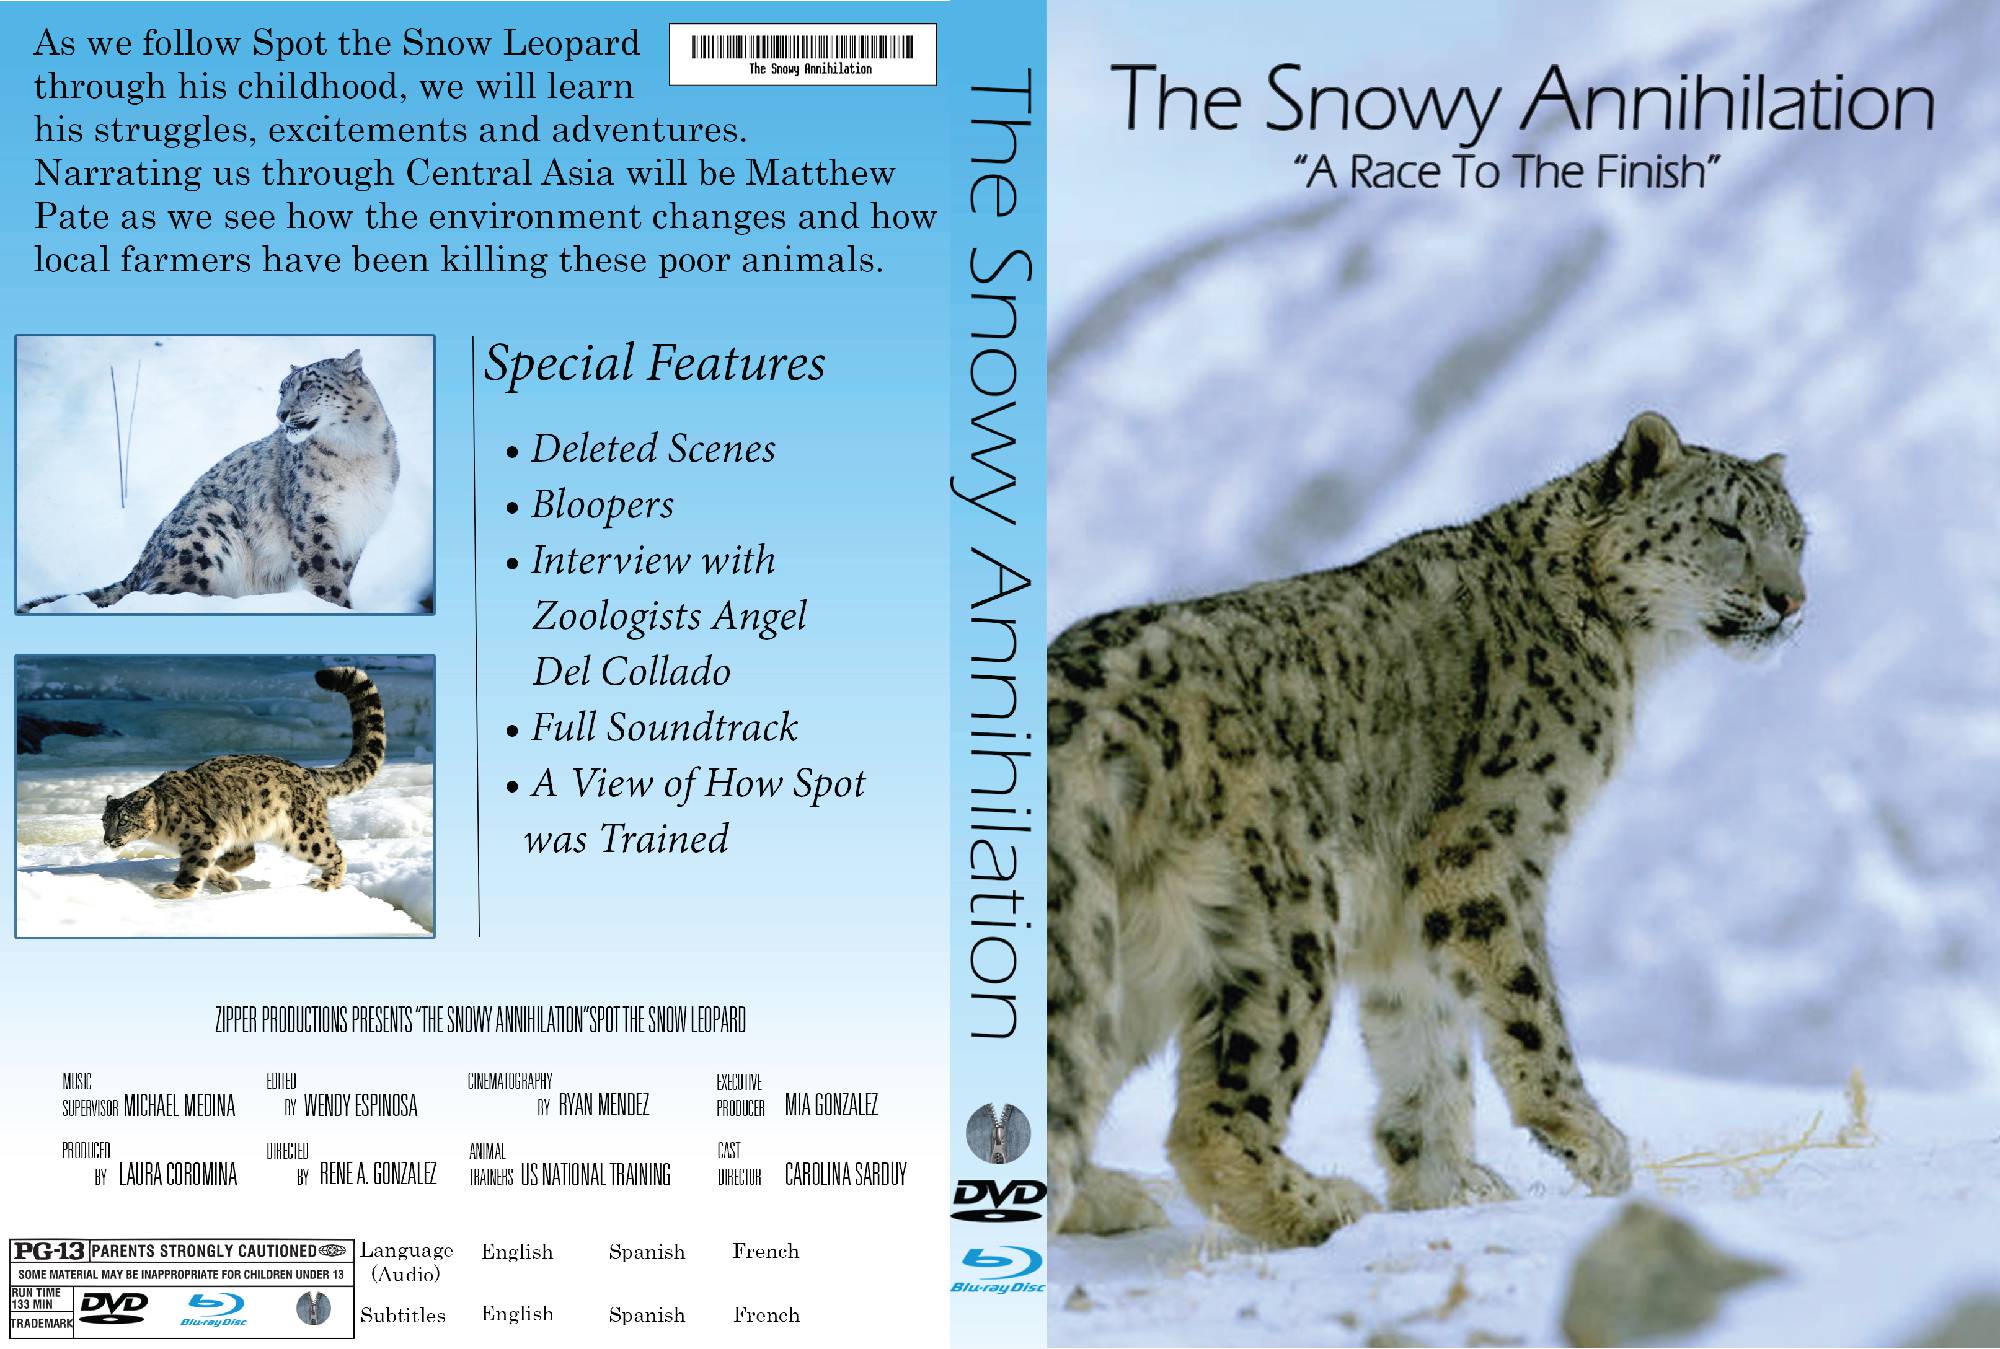 As we follow Spot the Snow Leopard
through his childhood, we will learn
his struggles, excitements and adventures.
Narrating us through Central Asia will be Matthew
Pate as we see how the environment changes and how
local farmers have been killing these poor animals.
The Snowy Annihilation
Special Features
• Deleted Scenes
• Bloopers
• Interview with
Zoologists Angel
Del Collado
• Full Soundtrack
• A View of How Spot
was Trained
ZIPPER PRODUCTIONS PRESENTS "THE SNOWY ANNIHILATION"SPOT THE SNOW LEOPARD
MUSIC
SUPERVISOR MICHAEL MEDINA
EDITED
BY WENDY ESPINOSA
CINEMATOGRAPHY
BY RYAN MENDEZ
EXECUTIVE
PRODUCER MIA GONZALEZ
PRODUCED
BY LAURA COROMINA
DIRECTED
BY RENE A. GONZALEZ
ANIMAL
TRAINERS US NATIONAL TRAINING
CAST
DIRECTOR CAROLINA SARDUY
PG-13 PARENTS STRONGLY CAUTIONED
SOME MATERIAL MAY BE INAPPROPRIATE FOR CHILDREN UNDER 13
RUN TIME
133 MIN
TRADEMARK
DVD
Blu-ray Disc
Language English Spanish French
(Audio)
Subtitles English Spanish French
The Snowy Annihilation
DVD
Blu-ray Disc
The Snowy Annihilation
"A Race To The Finish"